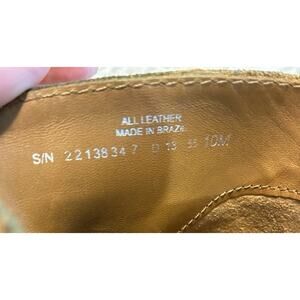 ALL LEATHER
MADE IN BRAZIL
S/N 2213834 7 D 13 35 10M